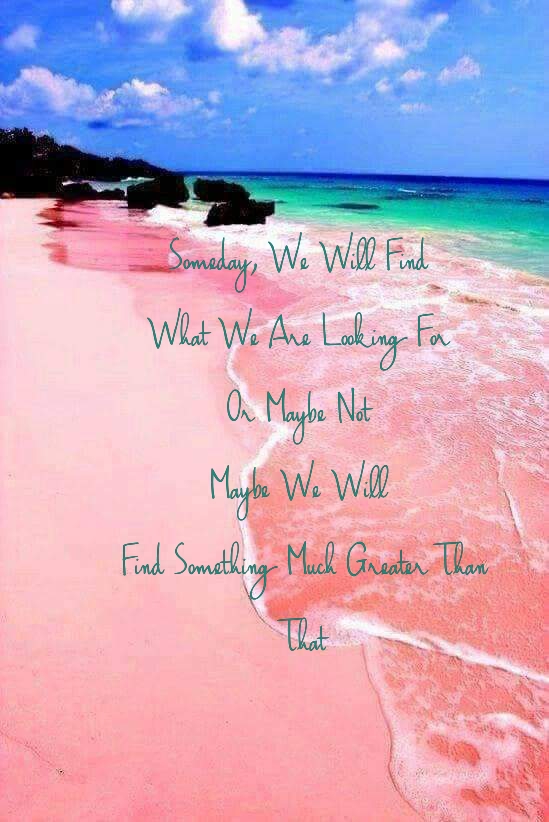 Someday, We Will Find
What We Are Looking For
Or Maybe Not
Maybe We Will
Find Something Much Greater Than
That